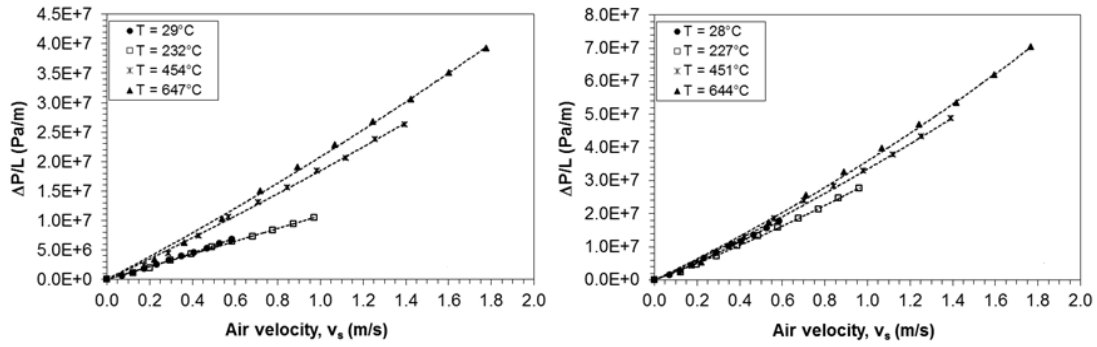 4.5E+7
4.0E+7
3.5E+7
3.0E+7
2.5E+7
2.0E+7
1.5E+7
1.0E+7
5.0E+6
0.0E+0
ΔP/L (Pa/m)
T = 29°C
T = 232°C
T = 454°C
T = 647°C
0.0 0.2 0.4 0.6 0.8 1.0 1.2 1.4 1.6 1.8 2.0
Air velocity, vs (m/s)
8.0E+7
7.0E+7
6.0E+7
5.0E+7
4.0E+7
3.0E+7
2.0E+7
1.0E+7
0.0E+0
ΔP/L (Pa/m)
T = 28°C
T = 227°C
T = 451°C
T = 644°C
0.0 0.2 0.4 0.6 0.8 1.0 1.2 1.4 1.6 1.8 2.0
Air velocity, vs (m/s)